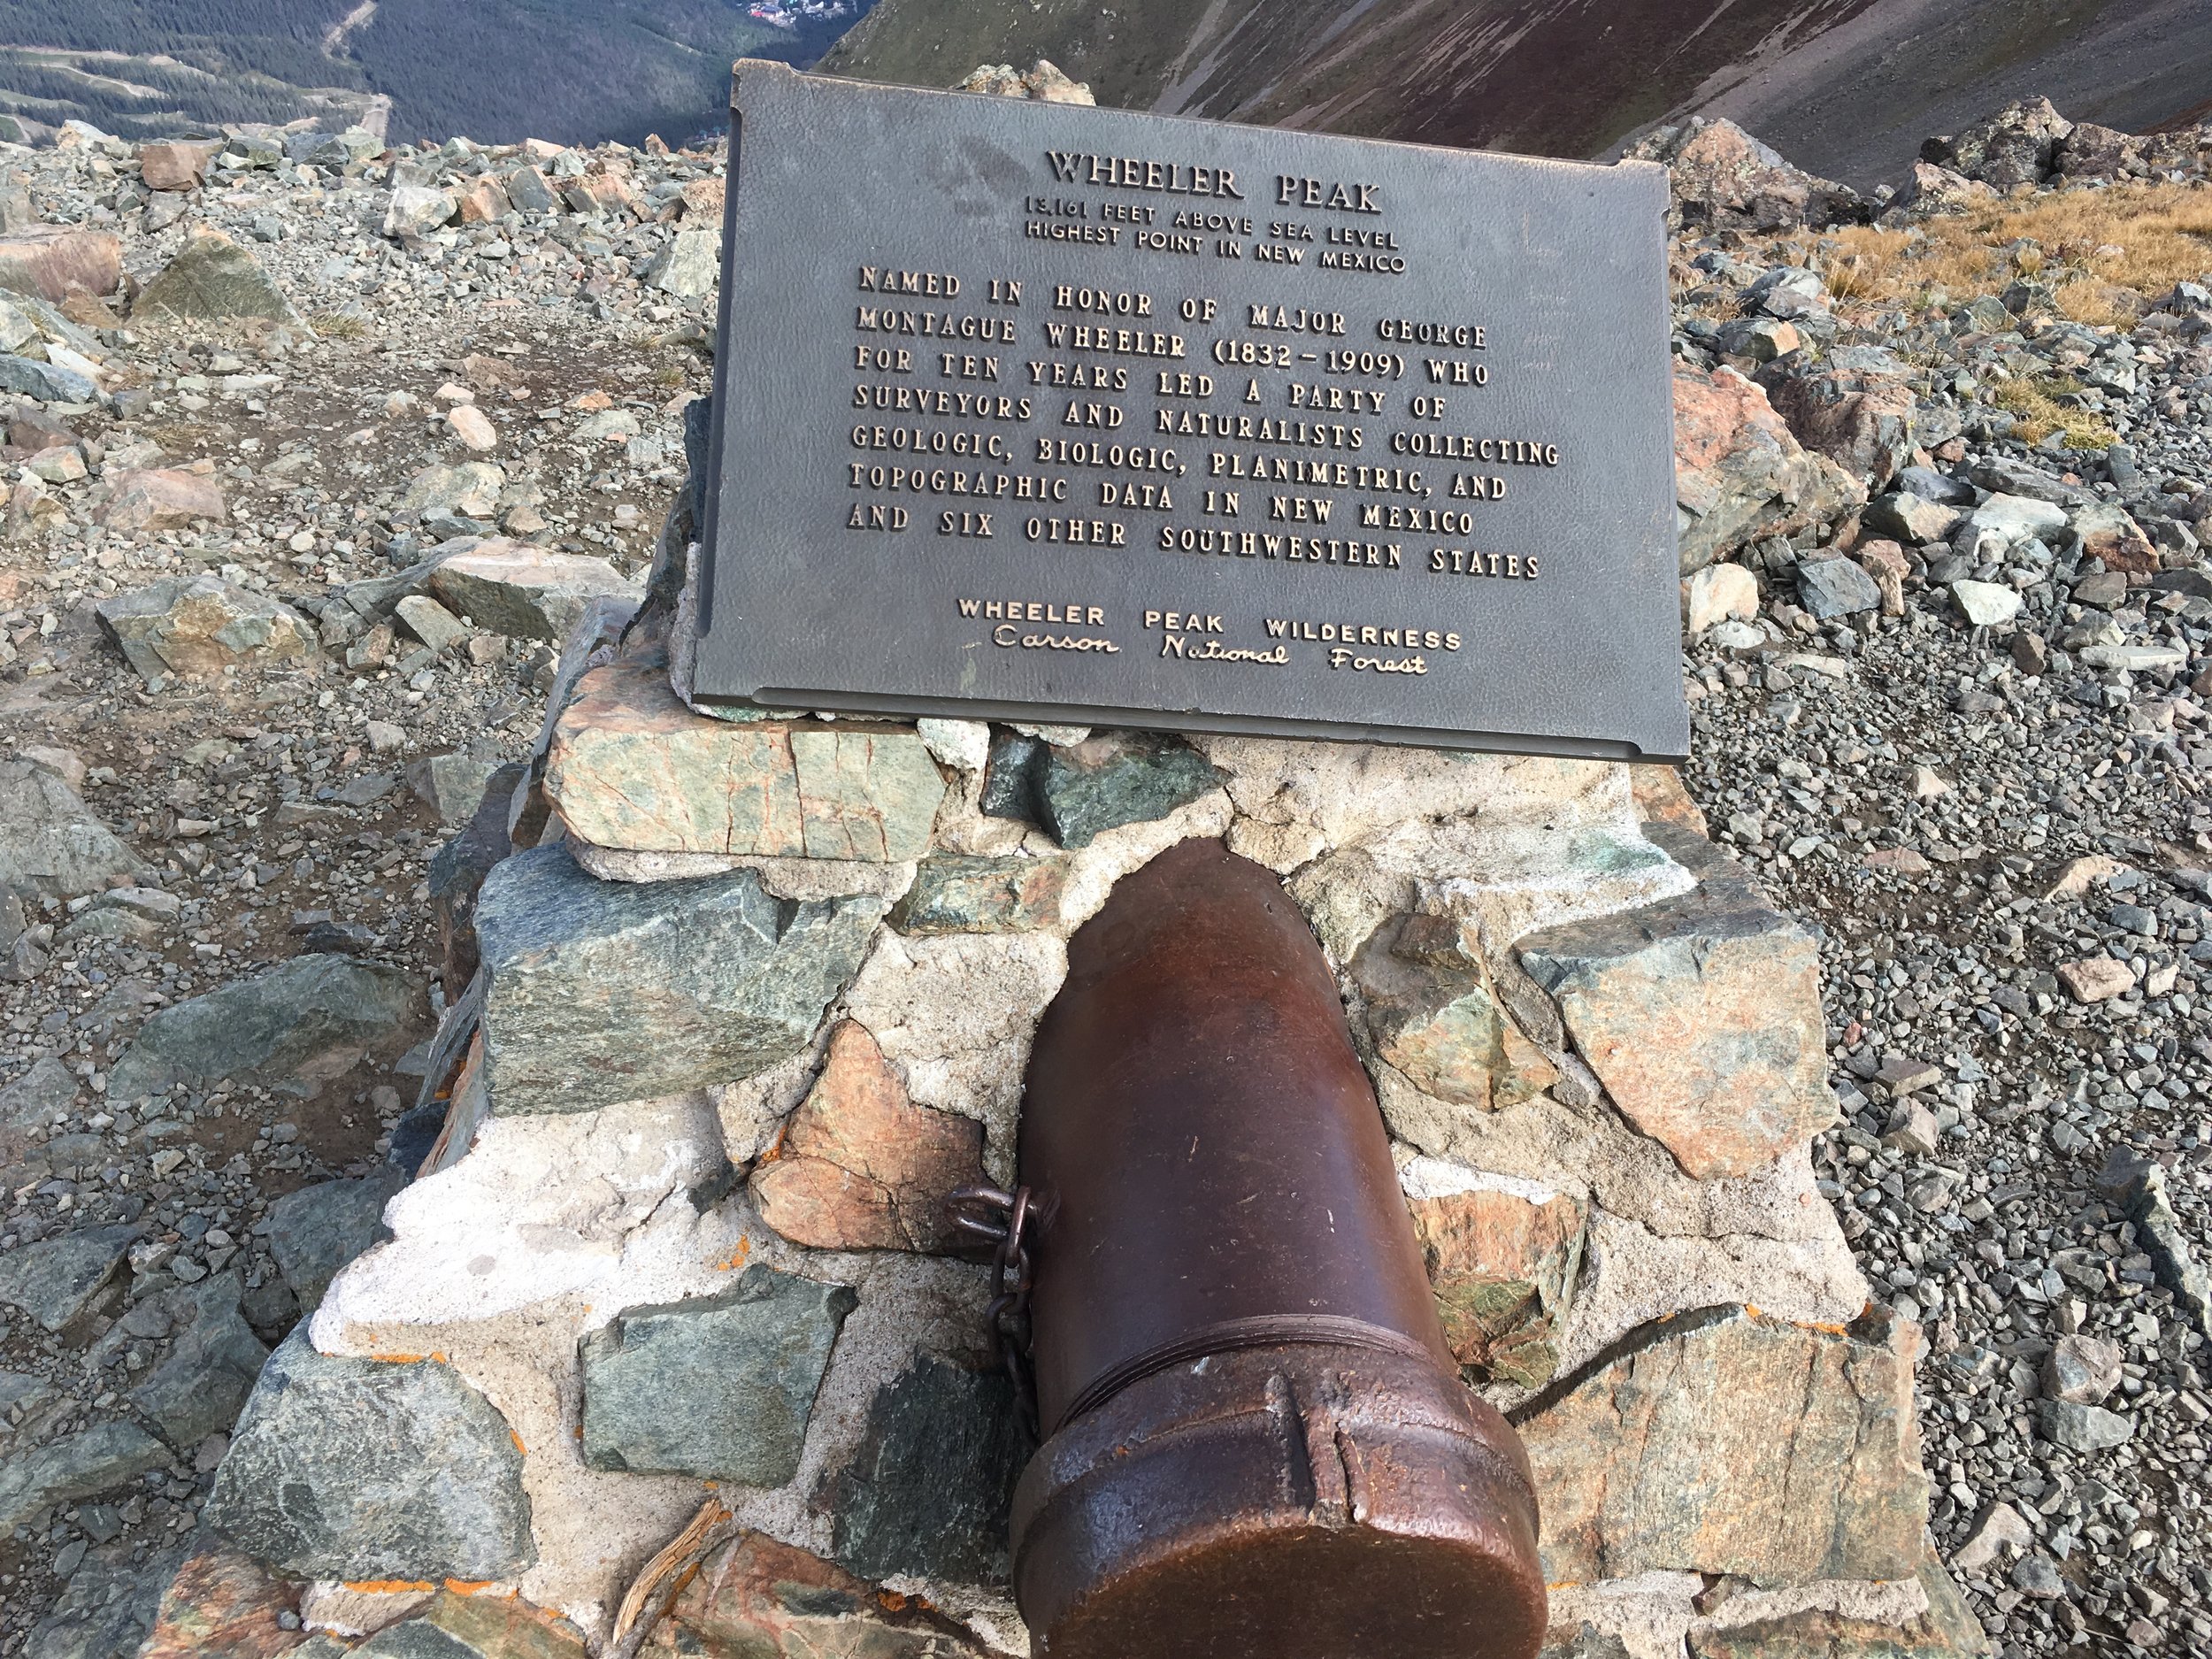 WHEELER PEAK
13,161 FEET ABOVE SEA LEVEL
HIGHEST POINT IN NEW MEXICO
NAMED IN HONOR OF MAJOR GEORGE
MONTAGUE WHEELER (1832 – 1909) WHO
FOR TEN YEARS LED A PARTY OF
SURVEYORS AND NATURALISTS COLLECTING
GEOLOGIC, BIOLOGIC, PLANIMETRIC, AND
TOPOGRAPHIC DATA IN NEW MEXICO
AND SIX OTHER SOUTHWESTERN STATES
WHEELER PEAK WILDERNESS
Carson National Forest